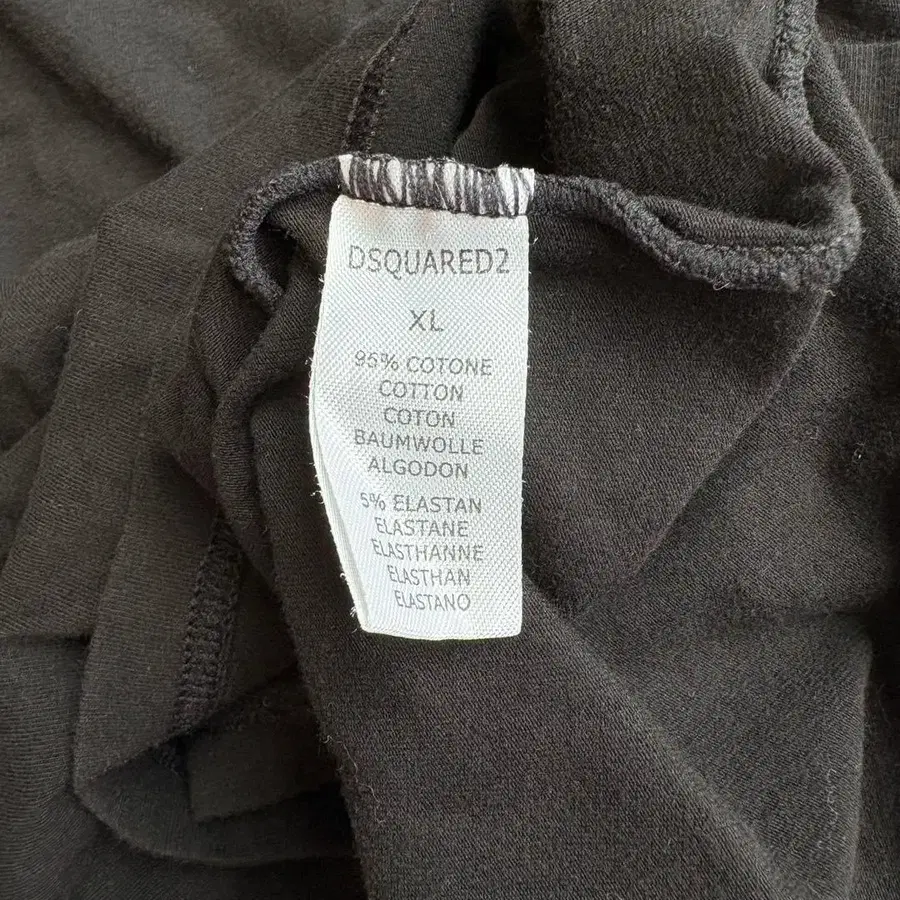 DSQUARED2
XL
95% COTONE
COTTON
COTON
BAUMWOLLE
ALGODON
5% ELASTAN
ELASTANE
ELASTHANNE
ELASTHAN
ELASTANO